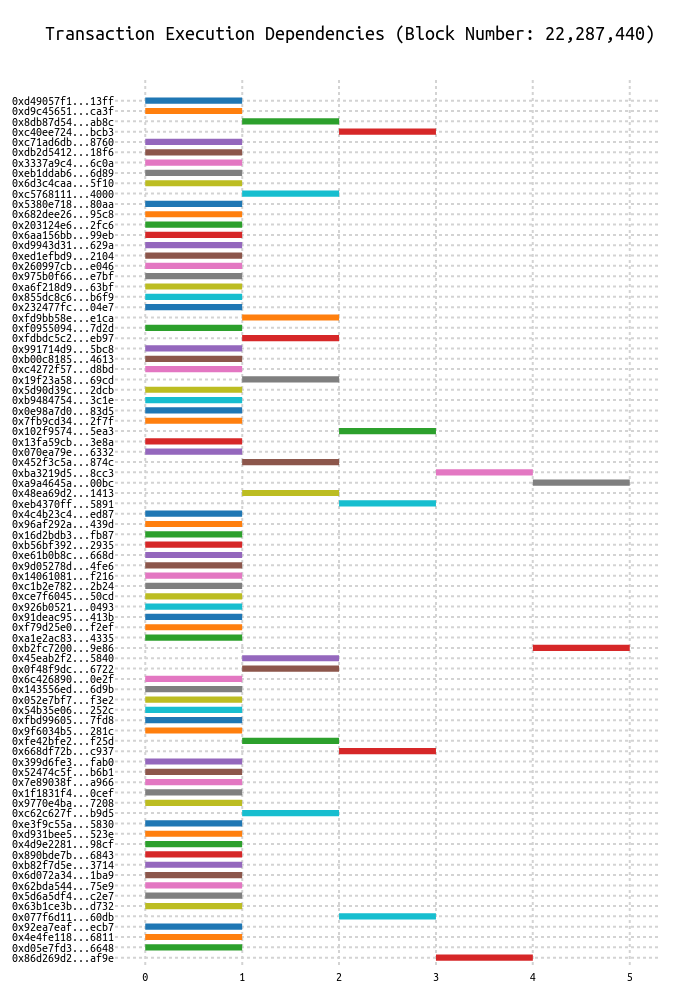 Transaction Execution Dependencies (Block Number: 22,287,440)
0xd49057f1...13ff
0xd9c45651...ca3f
0x8db87d54...ab8c
0xc40ee724...bcb3
0xc71ad6db...8760
0xdb2d5412...18f6
0x3337a9c4...6c0a
0xeb1ddab6...6d89
0x6d3c4caa...5f10
0xc5768111...4000
0x5380e718...80aa
0x682dee26...95c8
0x203124e6...2fc6
0x6aa156bb...99eb
0xd9943d31...629a
0xed1efbd9...2104
0x260997cb...e046
0x975b0f66...e7bf
0xa6f218d9...63bf
0x855dc8c6...b6f9
0x232477fc...04e7
0xfd9bb58e...e1ca
0xf0955094...7d2d
0xfdbdc5c2...eb97
0x991714d9...5bc8
0xb00c8185...4613
0xc4272f57...d8bd
0x19f23a58...69cd
0x5d90d39c...2dcb
0xb9484754...3c1e
0x0e98a7d0...83d5
0x7fb9cd34...2f7f
0x102f9574...5ea3
0x13fa59cb...3e8a
0x070ea79e...6332
0x452f3c5a...874c
0xba3219d5...8cc3
0xa9a4645a...00bc
0x48ea69d2...1413
0xeb4370ff...5891
0x4c4b23c4...ed87
0x96af292a...439d
0x16d2bdb3...fb87
0xb56bf392...2935
0xe61b0b8c...668d
0x9d05278d...4fe6
0x14061081...f216
0xc1b2e782...2b24
0xce7f6045...50cd
0x926b0521...0493
0x91deac95...413b
0xf79d25e0...f2ef
0xa1e2ac83...4335
0xb2fc7200...9e86
0x45eab2f2...5840
0x0f48f9dc...6722
0x6c426890...0e2f
0x143556ed...6d9b
0x052e7bf7...f3e2
0x54b35e06...252c
0xfbd99605...7fd8
0x9f6034b5...281c
0xfe42bfe2...f25d
0x668df72b...c937
0x399d6fe3...fab0
0x52474c5f...b6b1
0x7e89038f...a966
0x1f1831f4...0cef
0x9770e4ba...7208
0xc62c627f...b9d5
0xe3f9c55a...5830
0xd931bee5...523e
0x4d9e2281...98cf
0x890bde7b...6843
0xb82f7d5e...3714
0x6d072a34...1ba9
0x62bda544...75e9
0x5d6a5df4...c2e7
0x63b1ce3b...d732
0x077f6d11...60db
0x92ea7eaf...ecb7
0x4e4fe118...6811
0xd05e7fd3...6648
0x86d269d2...af9e
0 1 2 3 4 5